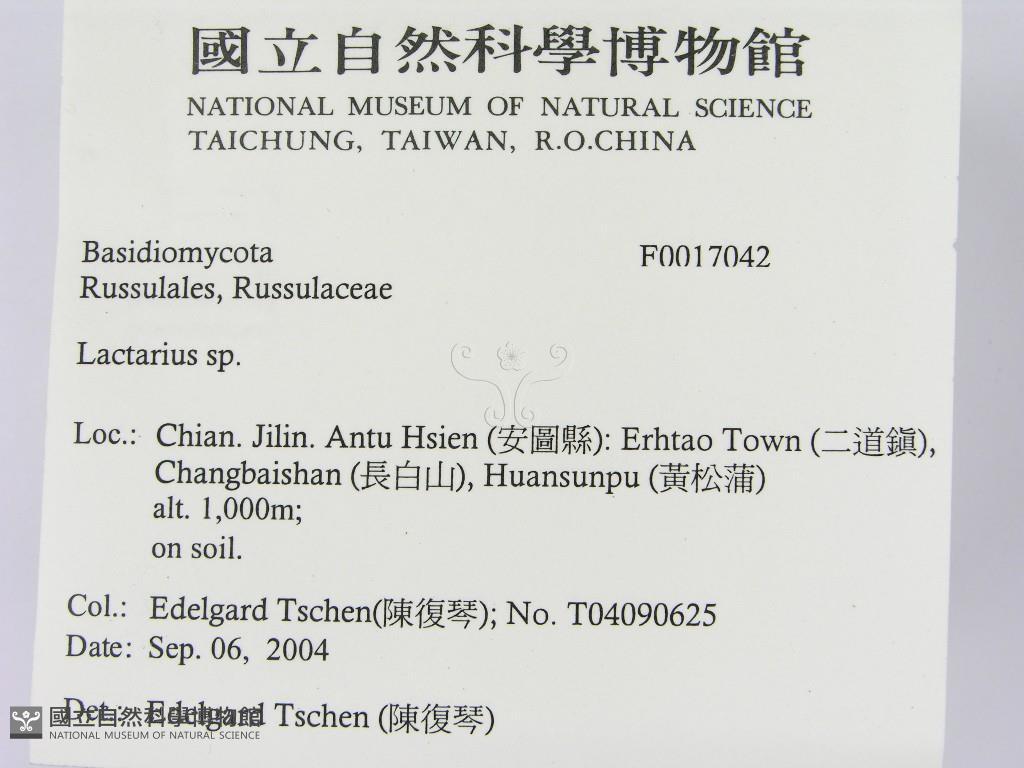 國立自然科學博物館
NATIONAL MUSEUM OF NATURAL SCIENCE
TAICHUNG, TAIWAN, R.O.CHINA
Basidiomycota F0017042
Russulales, Russulaceae
Lactarius sp.
Loc.: Chian. Jilin. Antu Hsien (安圖縣): Erhtao Town (二道鎮),
Changbaishan (長白山), Huansunpu (黃松蒲)
alt. 1,000m;
on soil.
Col.: Edelgard Tschen(陳復琴); No. T04090625
Date: Sep. 06, 2004
Det.: Edelgard Tschen (陳復琴)
國立自然科學博物館
NATIONAL MUSEUM OF NATURAL SCIENCE